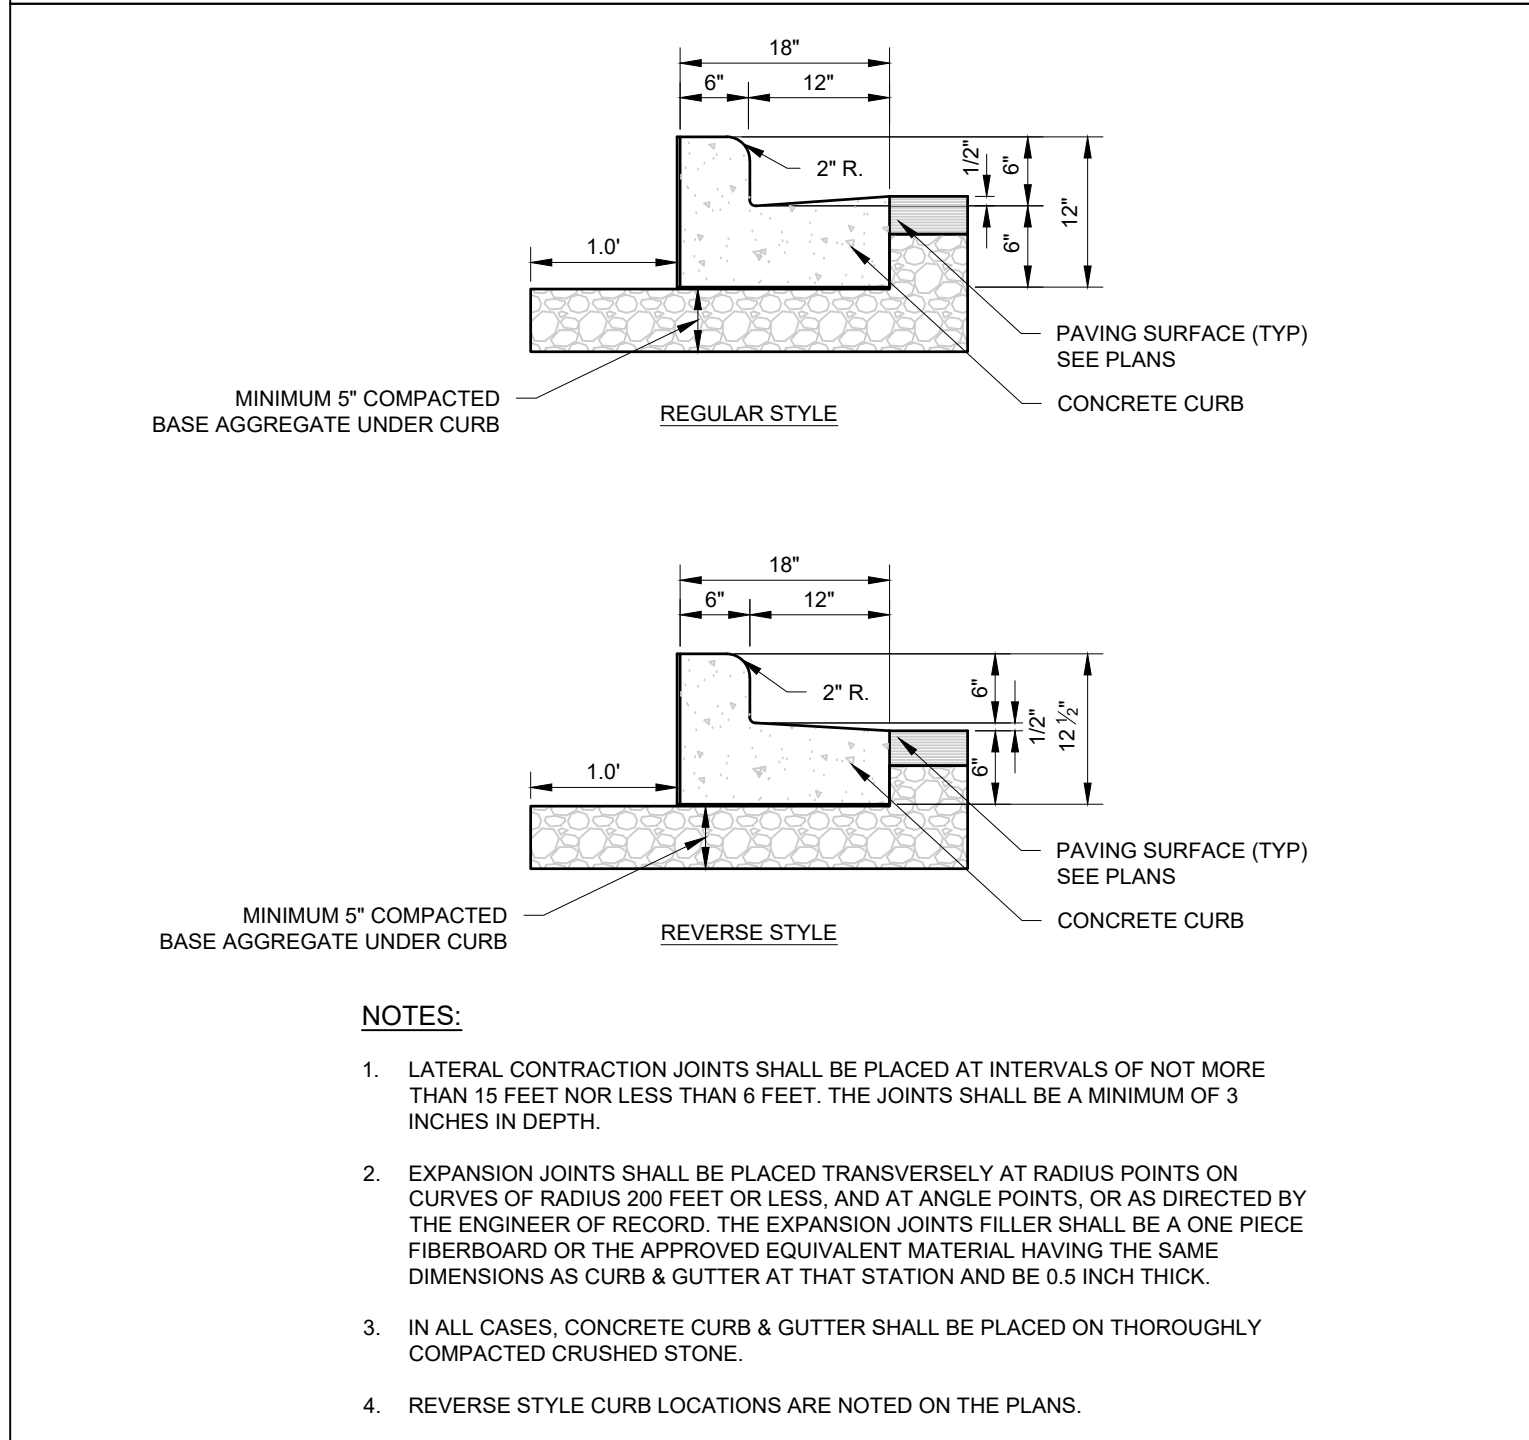 18"
6"
12"
2" R.
1/2"
6"
6"
12"
1.0'
PAVING SURFACE (TYP)
SEE PLANS
MINIMUM 5" COMPACTED
BASE AGGREGATE UNDER CURB
CONCRETE CURB
REGULAR STYLE
18"
6"
12"
2" R.
6"
1/2"
6"
12 ½"
1.0'
PAVING SURFACE (TYP)
SEE PLANS
MINIMUM 5" COMPACTED
BASE AGGREGATE UNDER CURB
CONCRETE CURB
REVERSE STYLE
NOTES:
1. LATERAL CONTRACTION JOINTS SHALL BE PLACED AT INTERVALS OF NOT MORE
THAN 15 FEET NOR LESS THAN 6 FEET. THE JOINTS SHALL BE A MINIMUM OF 3
INCHES IN DEPTH.
2. EXPANSION JOINTS SHALL BE PLACED TRANSVERSELY AT RADIUS POINTS ON
CURVES OF RADIUS 200 FEET OR LESS, AND AT ANGLE POINTS, OR AS DIRECTED BY
THE ENGINEER OF RECORD. THE EXPANSION JOINTS FILLER SHALL BE A ONE PIECE
FIBERBOARD OR THE APPROVED EQUIVALENT MATERIAL HAVING THE SAME
DIMENSIONS AS CURB & GUTTER AT THAT STATION AND BE 0.5 INCH THICK.
3. IN ALL CASES, CONCRETE CURB & GUTTER SHALL BE PLACED ON THOROUGHLY
COMPACTED CRUSHED STONE.
4. REVERSE STYLE CURB LOCATIONS ARE NOTED ON THE PLANS.